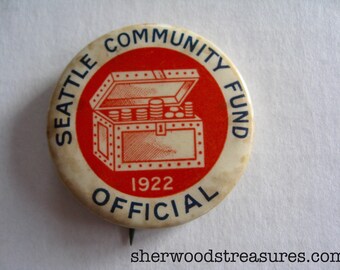 SEATTLE COMMUNITY FUND
1922
OFFICIAL
sherwoodstreasures.com